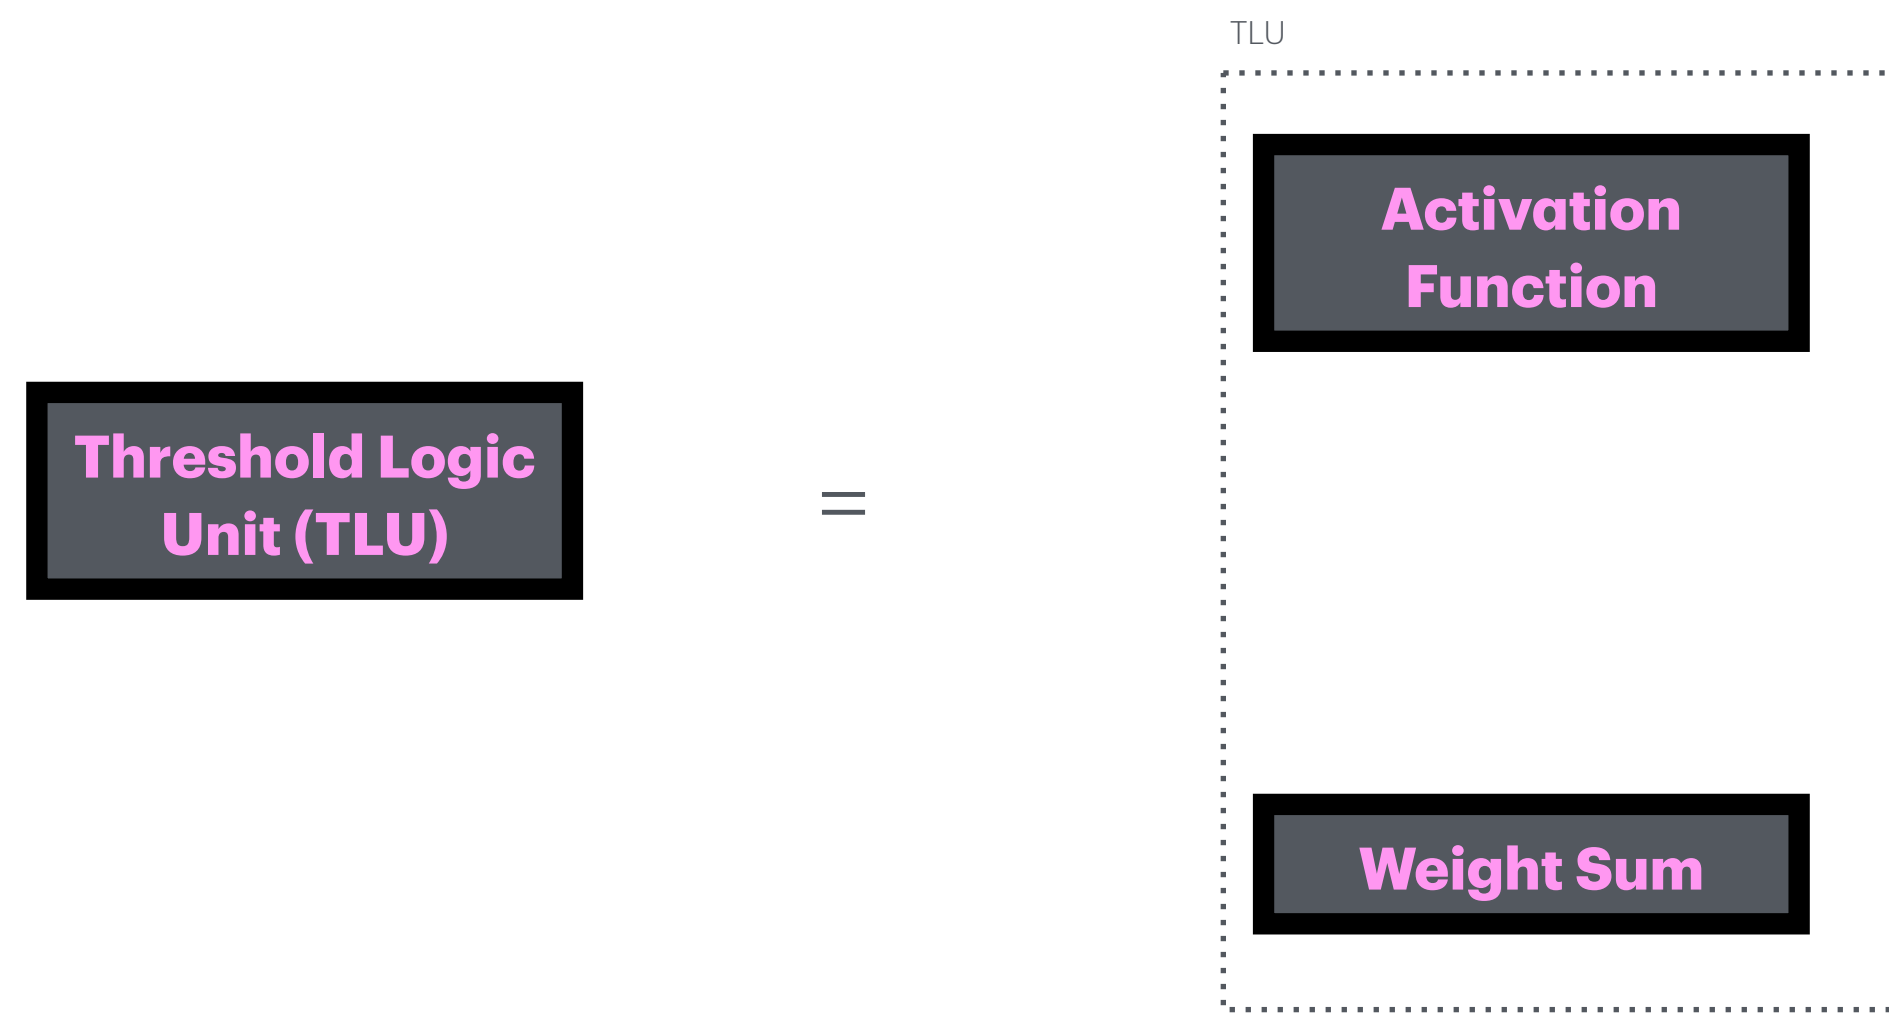 TLU
Activation
Function
Threshold Logic
Unit (TLU)
=
Weight Sum